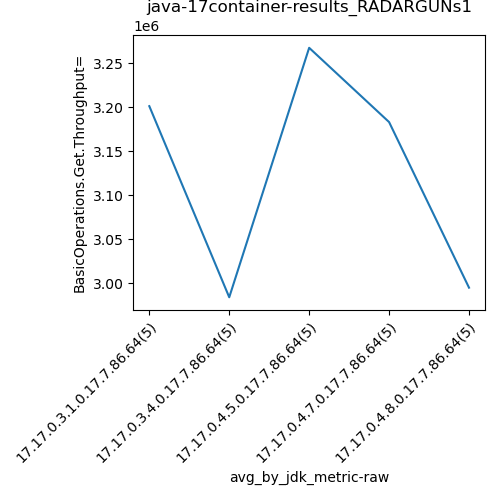 java-17container-results_RADARGUNs1
1e6
3.25
3.20
3.15
3.10
3.05
3.00
BasicOperations.Get.Throughput=
17.17.0.3.1.0.17.7.86.64(5)
17.17.0.3.4.0.17.7.86.64(5)
17.17.0.4.5.0.17.7.86.64(5)
17.17.0.4.7.0.17.7.86.64(5)
17.17.0.4.8.0.17.7.86.64(5)
avg_by_jdk_metric-raw